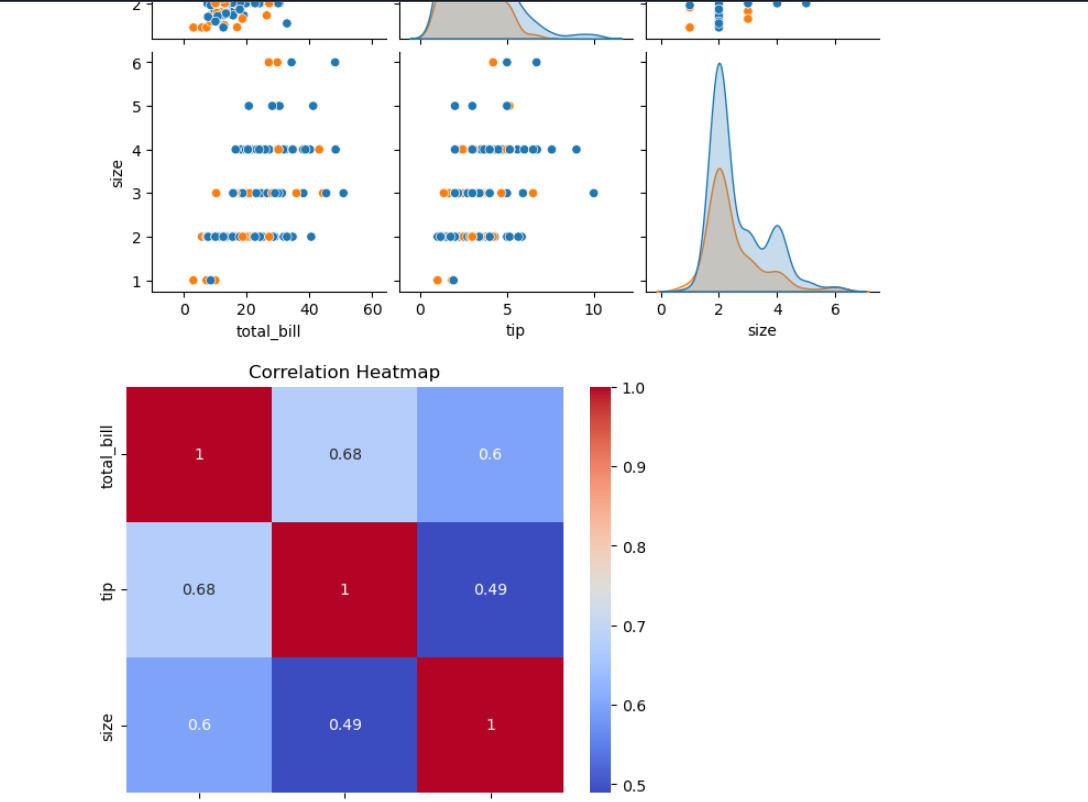 2
6
5
4
3
2
1
size
0 20 40 60
0 5 10
0 2 4 6
total_bill tip size
Correlation Heatmap
total_bill
tip
size
1 0.68 0.6
0.68 1 0.49
0.6 0.49 1
1.0
0.9
0.8
0.7
0.6
0.5